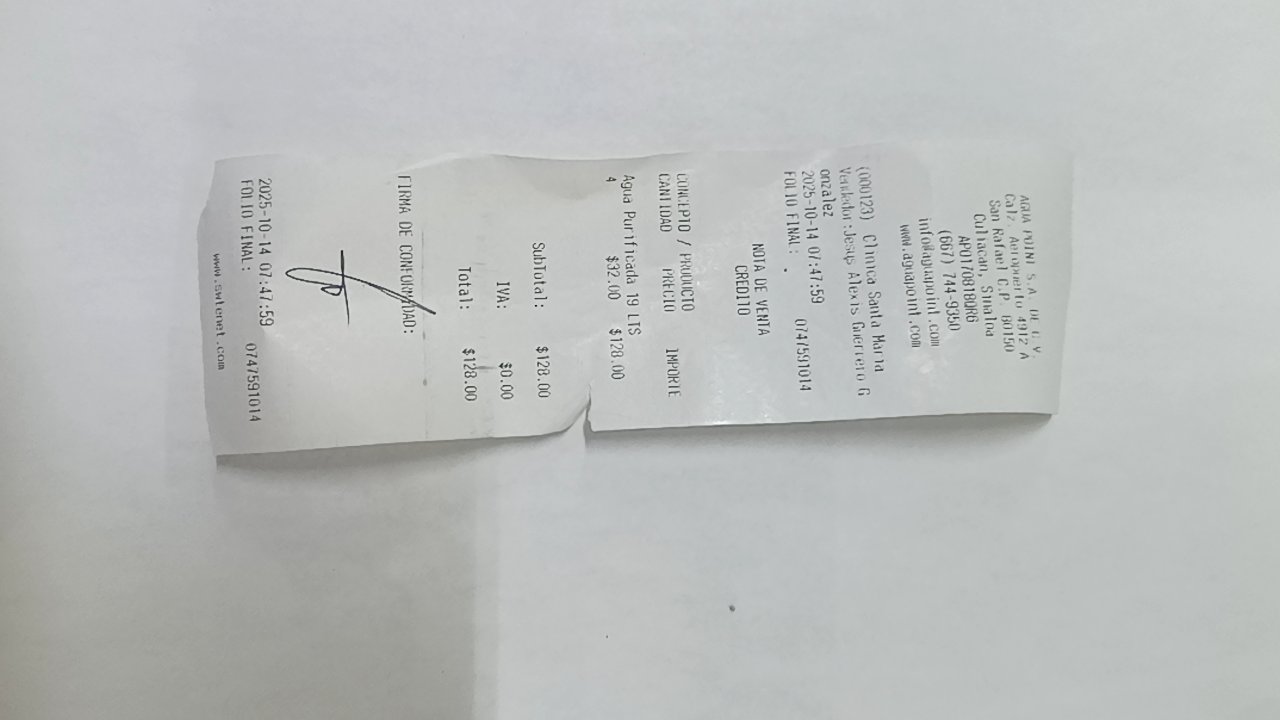 AGUA POINT S.A. DE C.V.
Calz. Aeropuerto 4912 A
San Rafael C.P. 80150
Culiacan, Sinaloa
APO170818QR6
(667) 744-9350
info@aguapoint.com
www.aguapoint.com
(000123) Clinica Santa Maria
Vendedor:Jesus Alexis Guerrero G
onzalez
2025-10-14 07:47:59
FOLIO FINAL: 0747591014
NOTA DE VENTA
CREDITO
CONCEPTO / PRODUCTO
CANTIDAD PRECIO IMPORTE
Agua Purificada 19 LTS
4 $32.00 $128.00
SubTotal: $128.00
IVA: $0.00
Total: $128.00
FIRMA DE CONFORMIDAD:
2025-10-14 07:47:59
FOLIO FINAL: 0747591014
www.swtenet.com